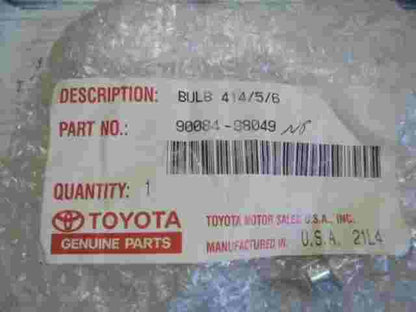 DESCRIPTION: BULB 414/5/6
PART NO.: 90084-98049
QUANTITY: 1
TOYOTA
GENUINE PARTS
TOYOTA MOTOR SALES U.S.A., INC.
MANUFACTURED IN U.S.A. 21L4